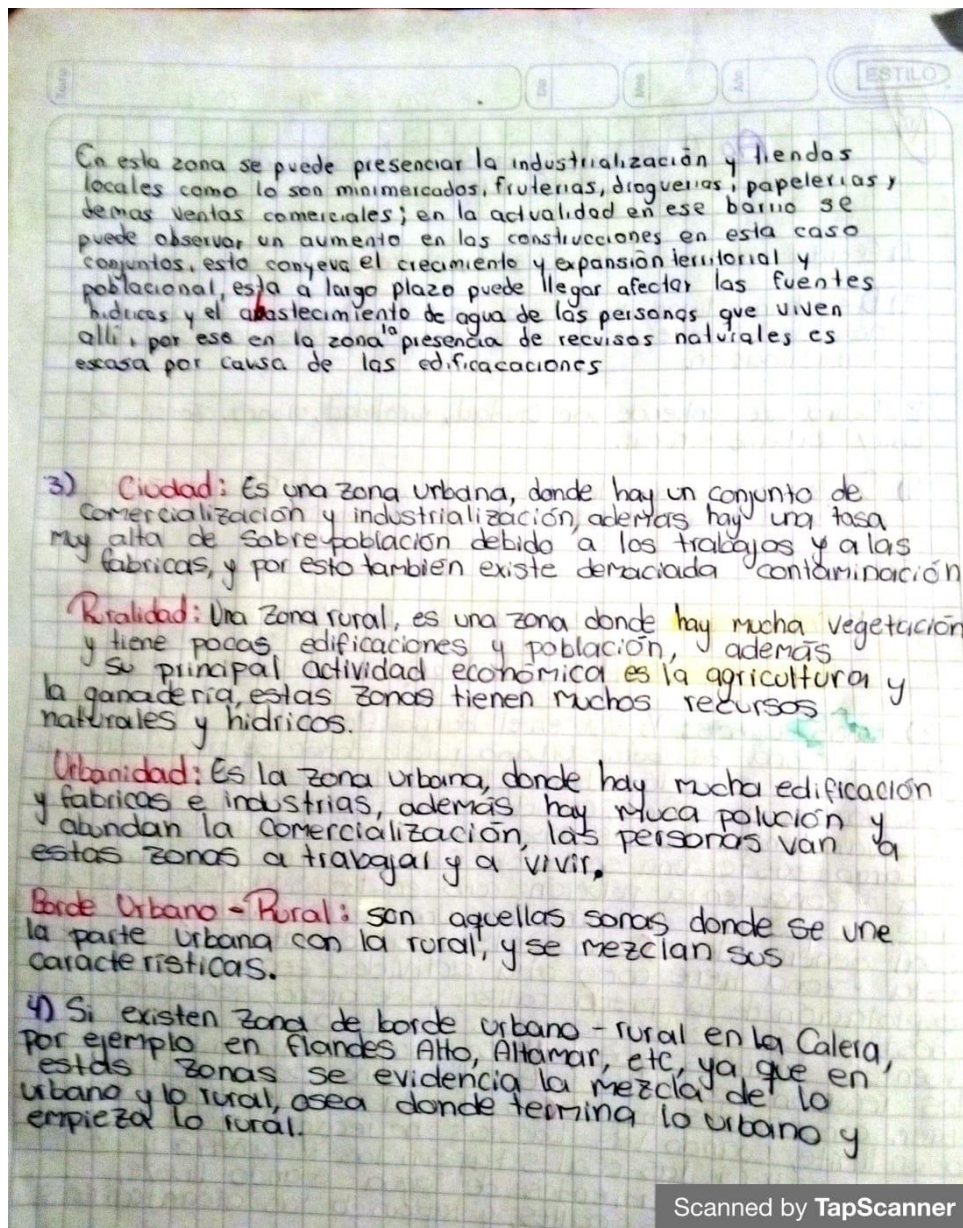 ESTILO
En esta zona se puede presenciar la industrialización y tiendas
locales como lo son minimercados, fruterias, droguerias, papelerias y
demas ventas comerciales; en la actualidad en ese barrio se
puede observar un aumento en las construcciones en esta caso
conjuntos, esto conyeva el crecimiento y expansión territorial y
poblacional, esta a largo plazo puede llegar afectar las fuentes
hidricas y el abastecimiento de agua de las personas que viven
alli, por eso en la zona la presencia de recursos naturales es
escasa por causa de las edificacaciones
3) Ciudad: Es una zona urbana, donde hay un conjunto de
comercialización y industrialización, ademas hay una tasa
muy alta de sobrepoblación debido a los trabajos y a las
fabricas, y por esto tambien existe demaciada contaminación
Ruralidad: Una zona rural, es una zona donde hay mucha vegetación
y tiene pocas edificaciones y población, además
su principal actividad económica es la agricultura y
la ganaderia, estas zonas tienen muchos recursos
naturales y hidricos.
Urbanidad: Es la zona urbana, donde hay mucha edificación
y fabricas e industrias, además hay muca polución y
abundan la comercialización, las personas van a
estas zonas a trabajar y a vivir.
Borde Urbano - Rural: son aquellas sonas donde se une
la parte urbana con la rural, y se mezclan sus
caracteristicas.
4) Si existen zona de borde urbano - rural en la Calera,
por ejemplo en flandes Alto, Altamar, etc, ya que en
estas zonas se evidencia la mezcla de lo
urbano y lo rural, osea donde termina lo urbano y
empieza lo rural.
Scanned by TapScanner